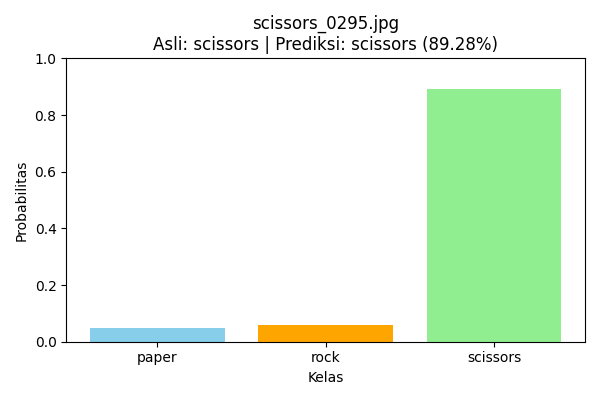 scissors_0295.jpg
Asli: scissors | Prediksi: scissors (89.28%)
Probabilitas
1.0
0.8
0.6
0.4
0.2
0.0
paper rock scissors
Kelas